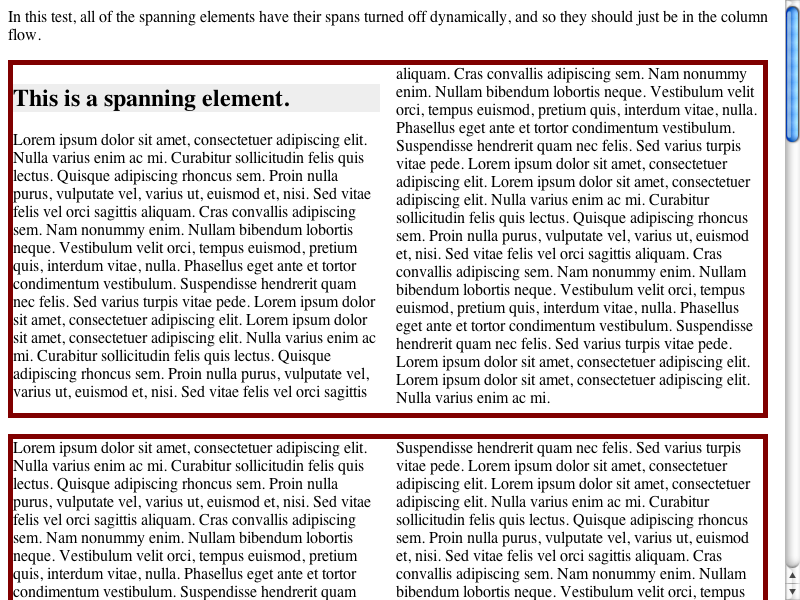 In this test, all of the spanning elements have their spans turned off dynamically, and so they should just be in the column
flow.
This is a spanning element.
Lorem ipsum dolor sit amet, consectetuer adipiscing elit.
Nulla varius enim ac mi. Curabitur sollicitudin felis quis
lectus. Quisque adipiscing rhoncus sem. Proin nulla
purus, vulputate vel, varius ut, euismod et, nisi. Sed vitae
felis vel orci sagittis aliquam. Cras convallis adipiscing
sem. Nam nonummy enim. Nullam bibendum lobortis
neque. Vestibulum velit orci, tempus euismod, pretium
quis, interdum vitae, nulla. Phasellus eget ante et tortor
condimentum vestibulum. Suspendisse hendrerit quam
nec felis. Sed varius turpis vitae pede. Lorem ipsum dolor
sit amet, consectetuer adipiscing elit. Lorem ipsum dolor
sit amet, consectetuer adipiscing elit. Nulla varius enim ac
mi. Curabitur sollicitudin felis quis lectus. Quisque
adipiscing rhoncus sem. Proin nulla purus, vulputate vel,
varius ut, euismod et, nisi. Sed vitae felis vel orci sagittis
aliquam. Cras convallis adipiscing sem. Nam nonummy
enim. Nullam bibendum lobortis neque. Vestibulum velit
orci, tempus euismod, pretium quis, interdum vitae, nulla.
Phasellus eget ante et tortor condimentum vestibulum.
Suspendisse hendrerit quam nec felis. Sed varius turpis
vitae pede. Lorem ipsum dolor sit amet, consectetuer
adipiscing elit. Lorem ipsum dolor sit amet, consectetuer
adipiscing elit. Nulla varius enim ac mi. Curabitur
sollicitudin felis quis lectus. Quisque adipiscing rhoncus
sem. Proin nulla purus, vulputate vel, varius ut, euismod
et, nisi. Sed vitae felis vel orci sagittis aliquam. Cras
convallis adipiscing sem. Nam nonummy enim. Nullam
bibendum lobortis neque. Vestibulum velit orci, tempus
euismod, pretium quis, interdum vitae, nulla. Phasellus
eget ante et tortor condimentum vestibulum. Suspendisse
hendrerit quam nec felis. Sed varius turpis vitae pede.
Lorem ipsum dolor sit amet, consectetuer adipiscing elit.
Lorem ipsum dolor sit amet, consectetuer adipiscing elit.
Nulla varius enim ac mi.
Lorem ipsum dolor sit amet, consectetuer adipiscing elit.
Nulla varius enim ac mi. Curabitur sollicitudin felis quis
lectus. Quisque adipiscing rhoncus sem. Proin nulla
purus, vulputate vel, varius ut, euismod et, nisi. Sed vitae
felis vel orci sagittis aliquam. Cras convallis adipiscing
sem. Nam nonummy enim. Nullam bibendum lobortis
neque. Vestibulum velit orci, tempus euismod, pretium
quis, interdum vitae, nulla. Phasellus eget ante et tortor
condimentum vestibulum. Suspendisse hendrerit quam
Suspendisse hendrerit quam nec felis. Sed varius turpis
vitae pede. Lorem ipsum dolor sit amet, consectetuer
adipiscing elit. Lorem ipsum dolor sit amet, consectetuer
adipiscing elit. Nulla varius enim ac mi. Curabitur
sollicitudin felis quis lectus. Quisque adipiscing rhoncus
sem. Proin nulla purus, vulputate vel, varius ut, euismod
et, nisi. Sed vitae felis vel orci sagittis aliquam. Cras
convallis adipiscing sem. Nam nonummy enim. Nullam
bibendum lobortis neque. Vestibulum velit orci, tempus